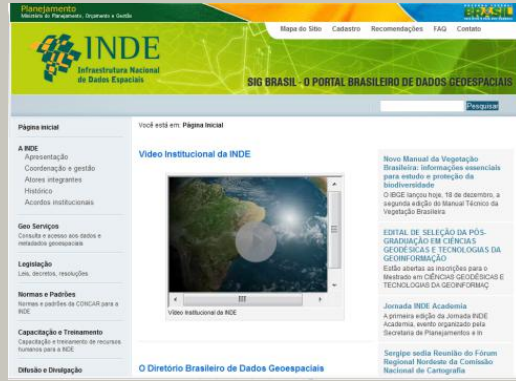 Planejamento
Ministério do Planejamento, Orçamento e Gestão
BRASIL
Mapa do Sítio Cadastro Recomendações FAQ Contato
INDE
Infraestrutura Nacional
de Dados Espaciais
SIG BRASIL - O PORTAL BRASILEIRO DE DADOS GEOESPACIAIS
Pesquisar
Página inicial
A INDE
Apresentação
Coordenação e gestão
Atores integrantes
Histórico
Acordos institucionais
Geo Serviços
Consulta e acesso aos dados e
metadados geoespaciais
Legislação
Leis, decretos, resoluções.
Normas e Padrões
Normas e padrões da CONCAR para a
INDE
Capacitação e Treinamento
Capacitação e treinamento de recursos
humanos para a INDE
Difusão e Divulgação
Você está em: Página Inicial
Video Institucional da INDE
Vídeo Institucional da INDE
O Diretório Brasileiro de Dados Geoespaciais
Novo Manual da Vegetação
Brasileira: informações essenciais
para estudo e proteção da
biodiversidade
O IBGE lançou hoje, 18 de dezembro, a
segunda edição do Manual Técnico da
Vegetação Brasileira
EDITAL DE SELEÇÃO DA PÓS-
GRADUAÇÃO EM CIÊNCIAS
GEODÉSICAS E TECNOLOGIAS DA
GEOINFORMAÇÃO
Estão abertas as inscrições para o
Mestrado em CIÊNCIAS GEODÉSICAS E
TECNOLOGIAS DA GEOINFORMAÇ
Jornada INDE Academia
A primeira edição da Jornada INDE
Academia, evento organizado pela
Secretaria de Planejamentos e In
Sergipe sedia Reunião do Fórum
Regional Nordeste da Comissão
Nacional de Cartografia